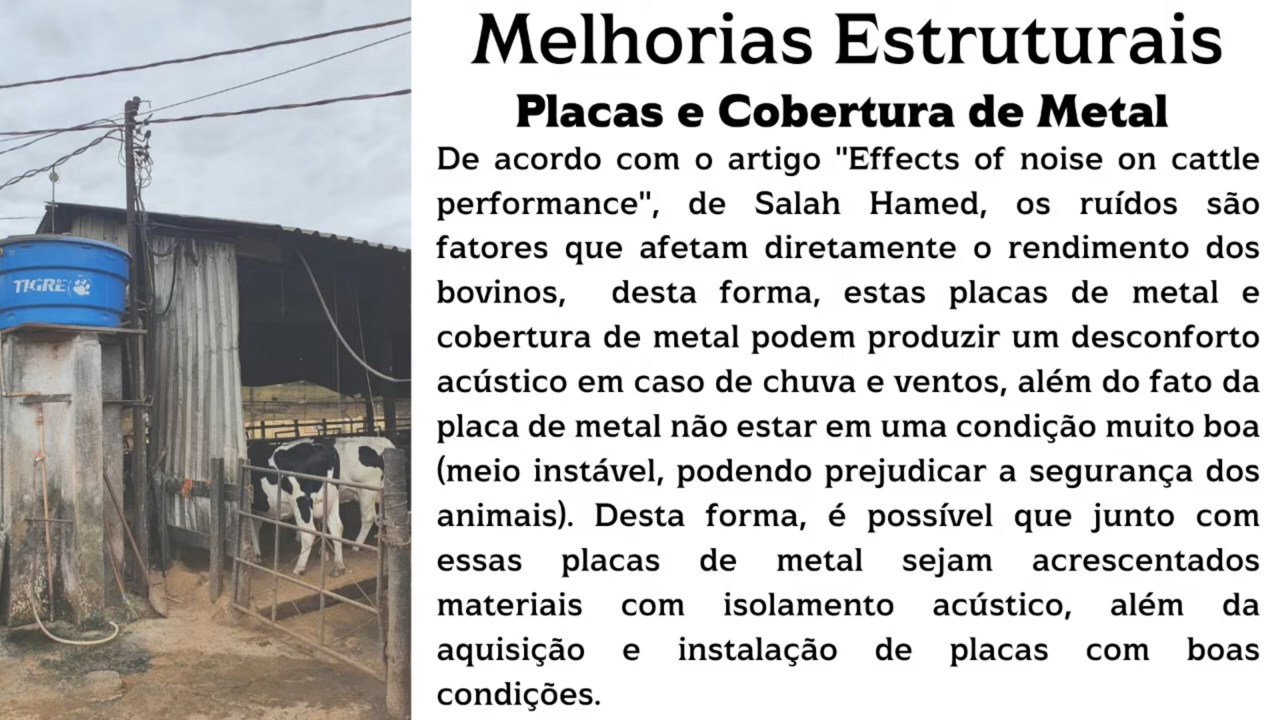 Melhorias Estruturais
Placas e Cobertura de Metal
De acordo com o artigo "Effects of noise on cattle
performance", de Salah Hamed, os ruídos são
fatores que afetam diretamente o rendimento dos
bovinos, desta forma, estas placas de metal e
cobertura de metal podem produzir um desconforto
acústico em caso de chuva e ventos, além do fato da
placa de metal não estar em uma condição muito boa
(meio instável, podendo prejudicar a segurança dos
animais). Desta forma, é possível que junto com
essas placas de metal sejam acrescentados
materiais com isolamento acústico, além da
aquisição e instalação de placas com boas
condições.
TIGRE